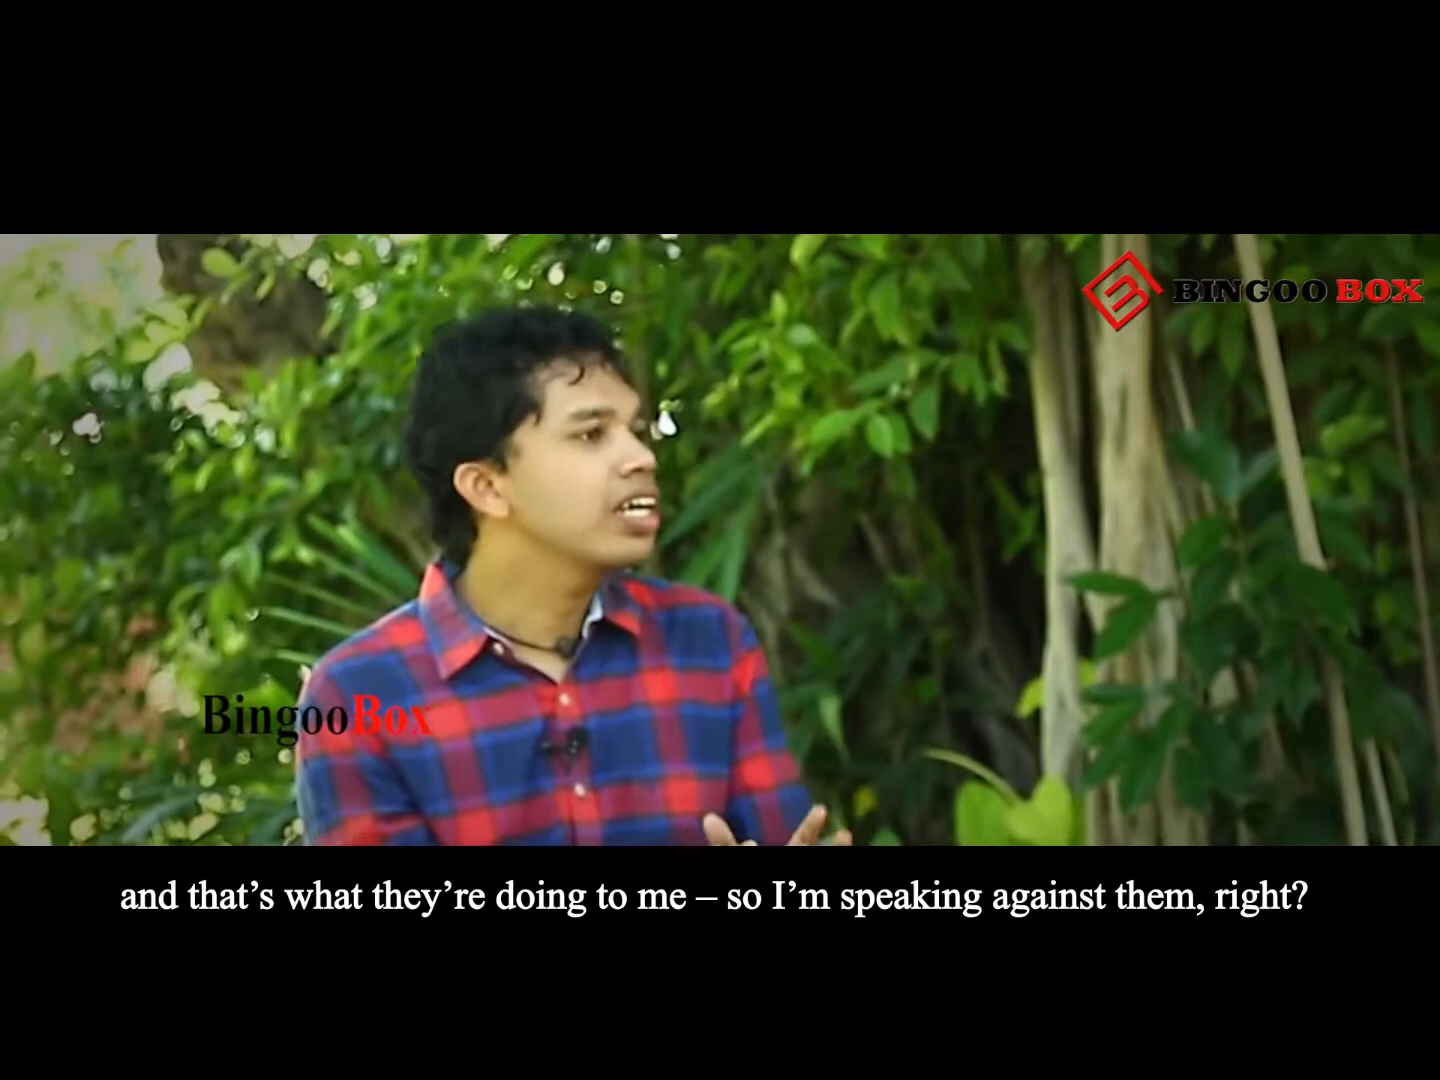 BINGOO BOX
BingooBox
and that’s what they’re doing to me – so I’m speaking against them, right?